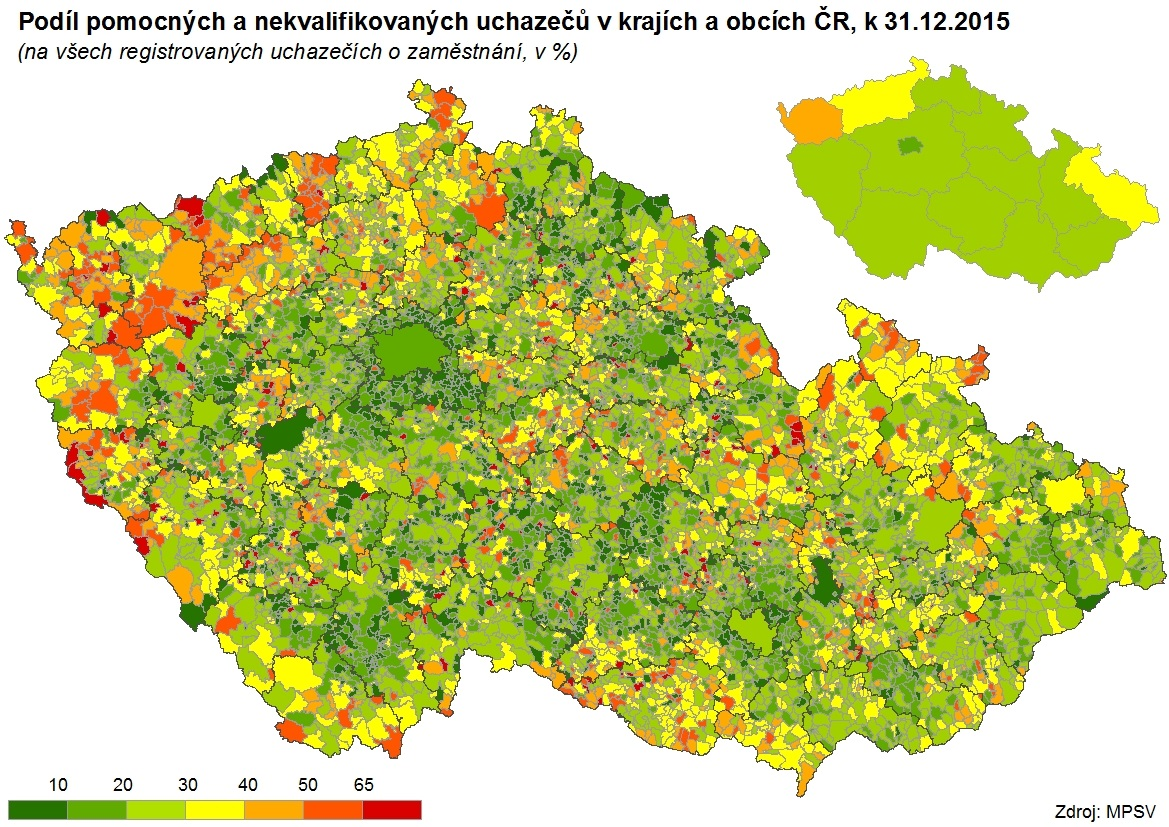 Podíl pomocných a nekvalifikovaných uchazečů v krajích a obcích ČR, k 31.12.2015
(na všech registrovaných uchazečích o zaměstnání, v %)
10 20 30 40 50 65
Zdroj: MPSV